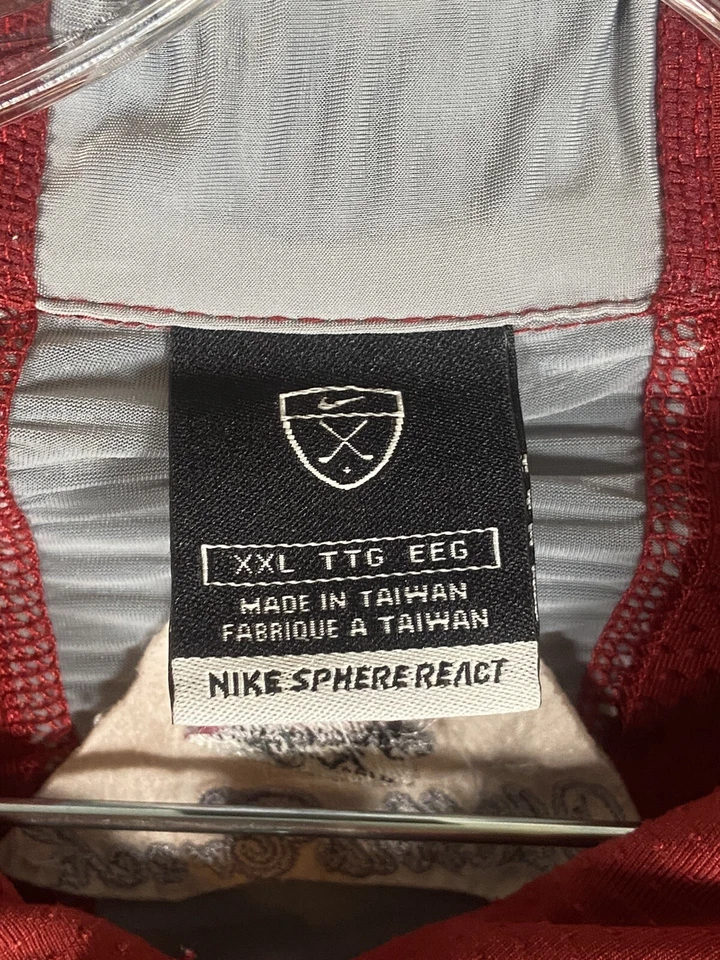 XXL TTG EEG
MADE IN TAIWAN
FABRIQUE A TAIWAN
NIKE SPHERE REACT